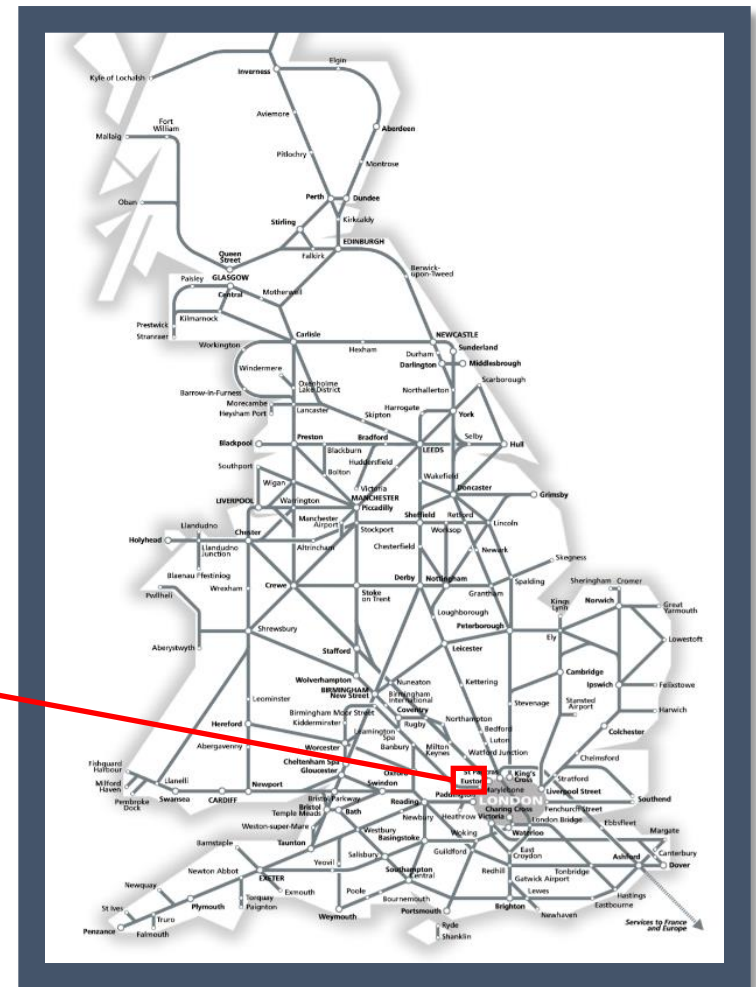 Elgin
Kyle of Lochalsh
Inverness
Aviemore
Fort
William
Aberdeen
Mallaig
Pitlochry
Montrose
Perth
Dundee
Oban
Kirkcaldy
Stirling
EDINBURGH
Queen
Street
Falkirk
Berwick-
upon-Tweed
Paisley
GLASGOW
Central
Motherwell
Kilmarnock
Prestwick
Stranraer
Carlisle
NEWCASTLE
Workington
Hexham
Sunderland
Durham
Darlington
Middlesbrough
Windermere
Oxenholme
Lake District
Northallerton
Scarborough
Barrow-in-Furness
Morecambe
Heysham Port
Lancaster
Harrogate
Skipton
York
Blackpool
Preston
Bradford
Selby
Hull
Blackburn
LEEDS
Southport
Huddersfield
Bolton
Wakefield
Wigan
Victoria
Doncaster
Grimsby
LIVERPOOL
Warrington
MANCHESTER
Piccadilly
Manchester
Airport
Stockport
Sheffield
Retford
Lincoln
Worksop
Llandudno
Holyhead
Chester
Llandudno
Junction
Altrincham
Chesterfield
Newark
Skegness
Blaenau Ffestiniog
Pwllheli
Wrexham
Crewe
Stoke
on Trent
Derby
Nottingham
Grantham
Spalding
Sheringham
Cromer
Kings
Lynn
Norwich
Great
Yarmouth
Loughborough
Peterborough
Ely
Lowestoft
Aberystwyth
Shrewsbury
Stafford
Leicester
Wolverhampton
BIRMINGHAM
New Street
Nuneaton
Birmingham
International
Kettering
Cambridge
Ipswich
Felixstowe
Leominster
Birmingham Moor Street
Coventry
Stevenage
Stansted
Airport
Harwich
Hereford
Kidderminster
Leamington
Spa
Rugby
Northampton
Bedford
Colchester
Abergavenny
Worcester
Banbury
Milton
Keynes
Luton
Watford Junction
Chelmsford
Fishguard
Harbour
Cheltenham Spa
Gloucester
Oxford
St Pancras
King's
Cross
Euston
Stratford
Milford
Haven
Llanelli
Newport
Swindon
Marylebone
Liverpool Street
Pembroke
Dock
Swansea
CARDIFF
Bristol Parkway
Reading
Paddington
LONDON
Fenchurch Street
Southend
Bristol
Temple Meads
Bath
Newbury
Heathrow
Victoria
Charing Cross
London Bridge
Ebbsfleet
Weston-super-Mare
Westbury
Basingstoke
Woking
Waterloo
Margate
Barnstaple
Taunton
Salisbury
Guildford
East
Croydon
Canterbury
Yeovil
Southampton
Central
Redhill
Tonbridge
Ashford
Dover
Newton Abbot
EXETER
Gatwick Airport
Newquay
Exmouth
Poole
Bournemouth
Lewes
Hastings
Eastbourne
St Ives
Plymouth
Torquay
Paignton
Weymouth
Portsmouth
Brighton
Newhaven
Truro
Penzance
Falmouth
Ryde
Shanklin
Services to France
and Europe